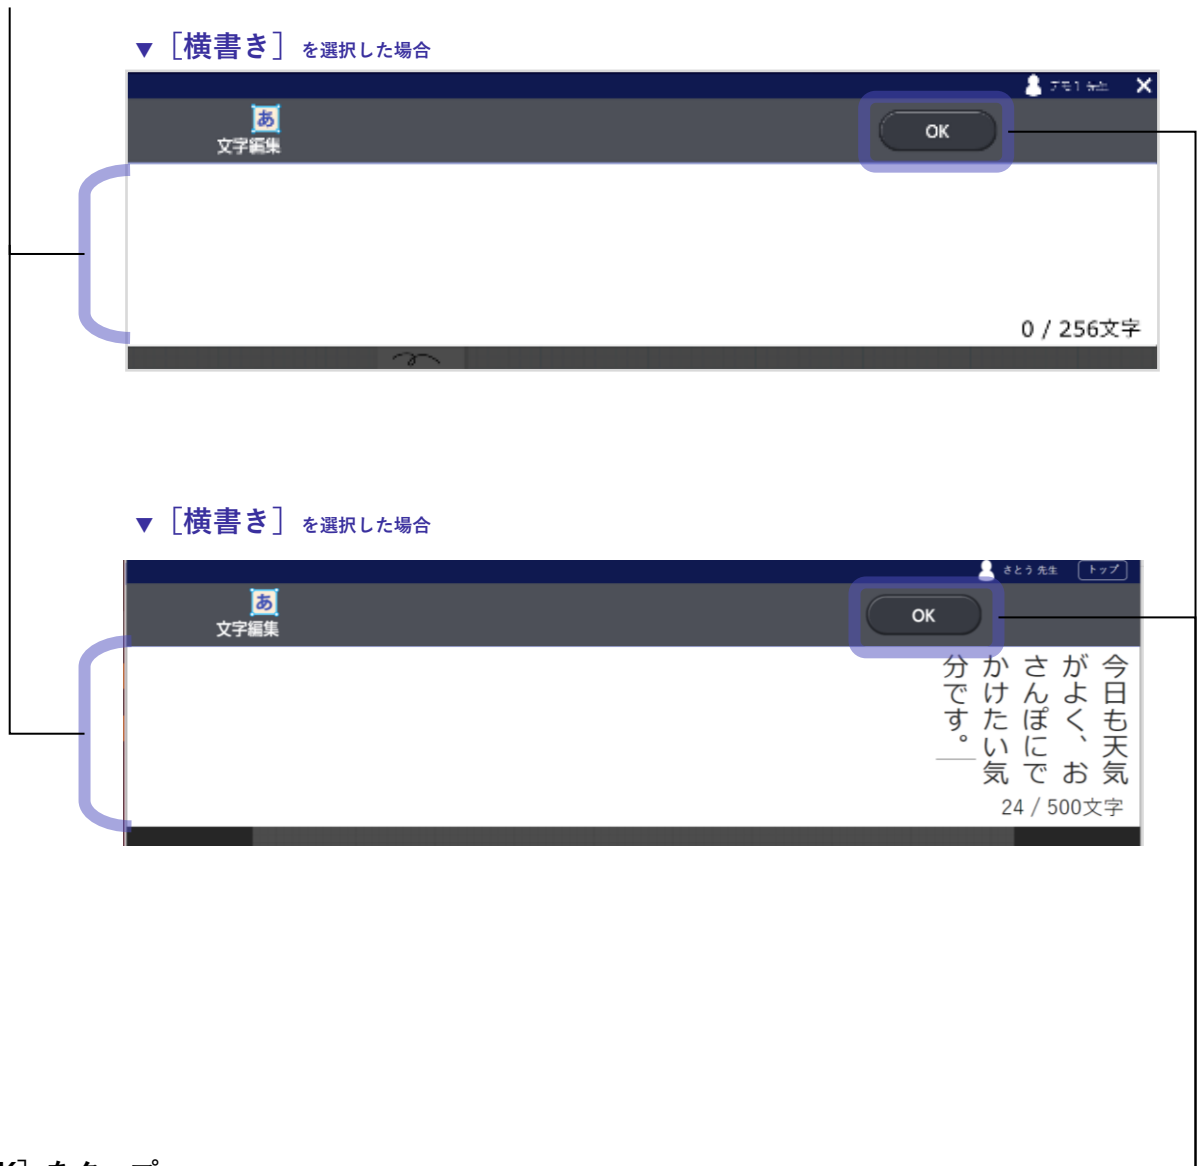 ▼［横書き］を選択した場合
文字編集
あ
OK
0 / 256文字
▼［横書き］を選択した場合
さとう 先生
トップ
あ
文字編集
OK
今日も天気
がよく、お
さんぽにで
かけたい気
分です。
24 / 500文字